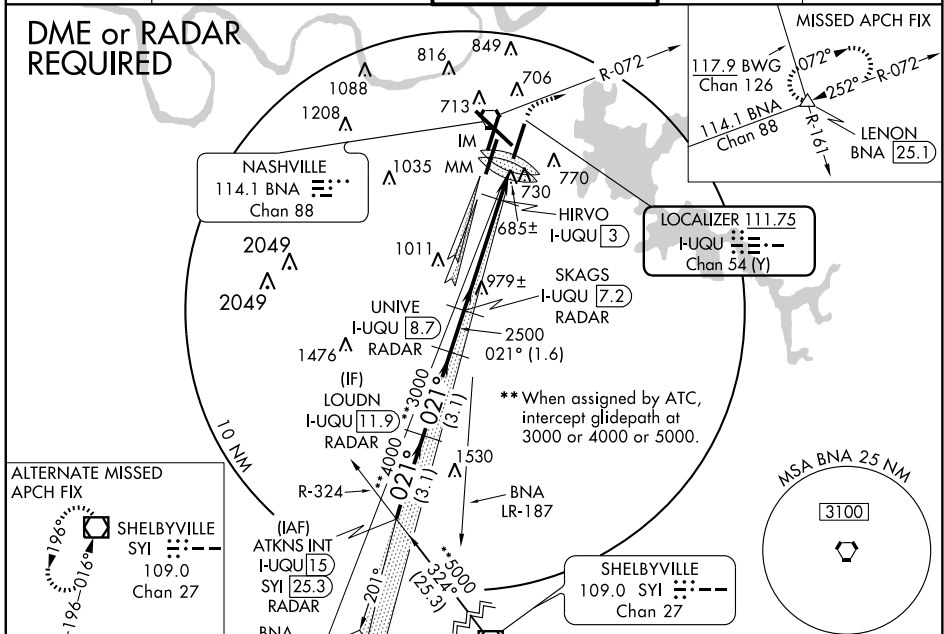 DME or RADAR
REQUIRED
816
849
1088
706
R-072
713
1208
IM
MM
1035
770
730
NASHVILLE
114.1 BNA
Chan 88
HIRVO
I-UQU 3
685±
LOCALIZER 111.75
I-UQU
Chan 54 (Y)
MISSED APCH FIX
117.9 BWG
Chan 126
072°
252°
R-072
114.1 BNA
Chan 88
R-161
LENON
BNA 25.1
2049
2049
1011
979±
SKAGS
I-UQU 7.2
RADAR
UNIVE
I-UQU 8.7
RADAR
2500
021° (1.6)
1476
(IF)
LOUDN
I-UQU 11.9
RADAR
**3000
021°
(3.1)
** When assigned by ATC,
intercept glidepath at
3000 or 4000 or 5000.
10 NM
**4000
021°
(3.1)
1530
R-324
BNA
LR-187
(IAF)
ATKNS INT
I-UQU 15
SYI 25.3
RADAR
201°
**5000
324°
(25.3)
BNA
ALTERNATE MISSED
APCH FIX
SHELBYVILLE
SYI
109.0
Chan 27
196°
196—016°
SHELBYVILLE
109.0 SYI
Chan 27
MSA BNA 25 NM
3100